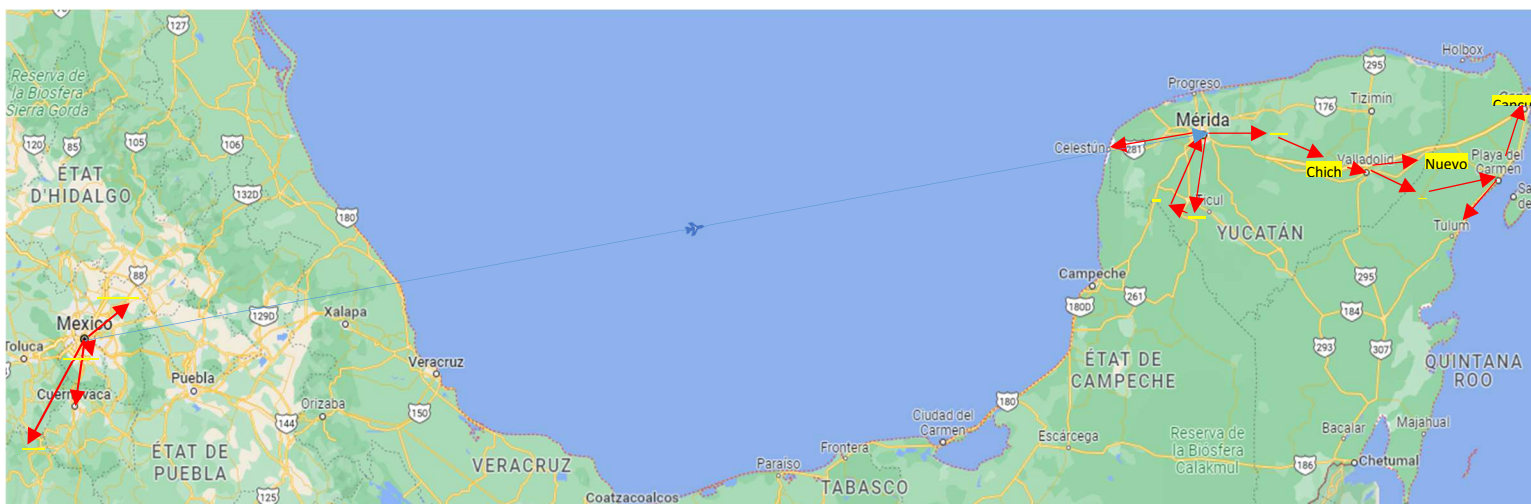 127
Reserva de
la Biosfera
Sierra Gorda
120
85
105
106
ÉTAT
D'HIDALGO
132D
180
88
129D
Xalapa
Mexico
Toluca
Veracruz
Puebla
Orizaba
150
144
ÉTAT DE
PUEBLA
VERACRUZ
125
Coatzacoalcos
Holbox
295
Progreso
176
Tizimín
Mérida
Celestún
281
Valladolid
Chich
Nuevo
Playa del
Carmen
Tulum
YUCATÁN
Campeche
180D
261
295
184
293
307
ÉTAT DE
CAMPECHE
QUINTANA
ROO
180
Ciudad del
Carmen
Escárcega
Frontera
Paraíso
TABASCO
Reserva de
la Biósfera
Calakmul
Bacalar
Majahual
186
Chetumal